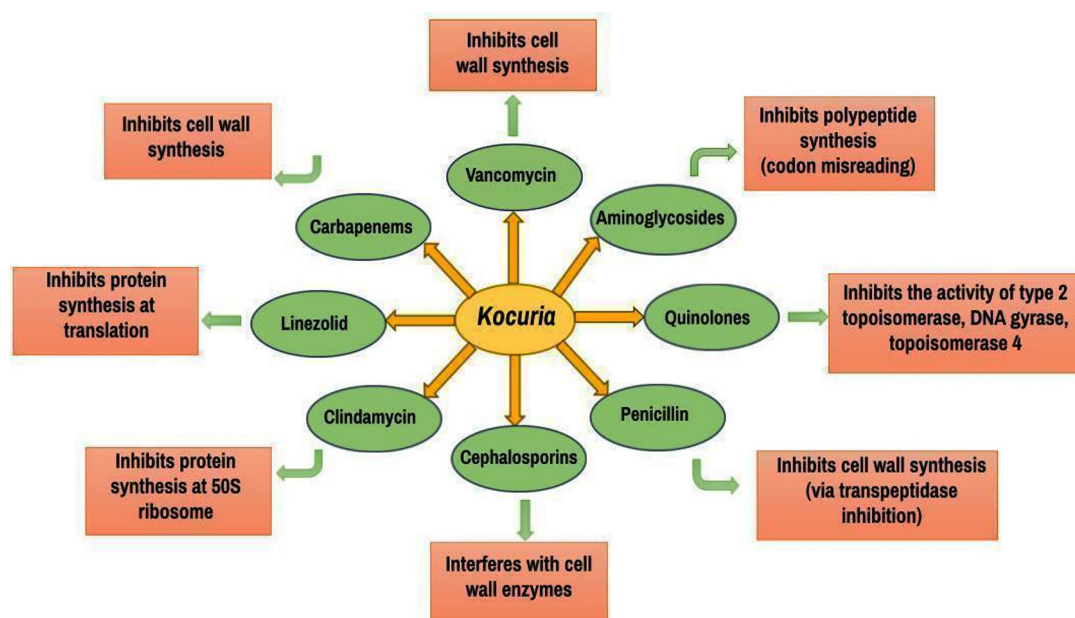 Inhibits cell
wall synthesis
Inhibits cell wall
synthesis
Inhibits polypeptide
synthesis
(codon misreading)
Vancomycin
Carbapenems
Aminoglycosides
Inhibits protein
synthesis at
translation
Linezolid
Kocuria
Quinolones
Inhibits the activity of type 2
topoisomerase, DNA gyrase,
topoisomerase 4
Clindamycin
Penicillin
Cephalosporins
Inhibits protein
synthesis at 50S
ribosome
Inhibits cell wall synthesis
(via transpeptidase
inhibition)
Interferes with cell
wall enzymes